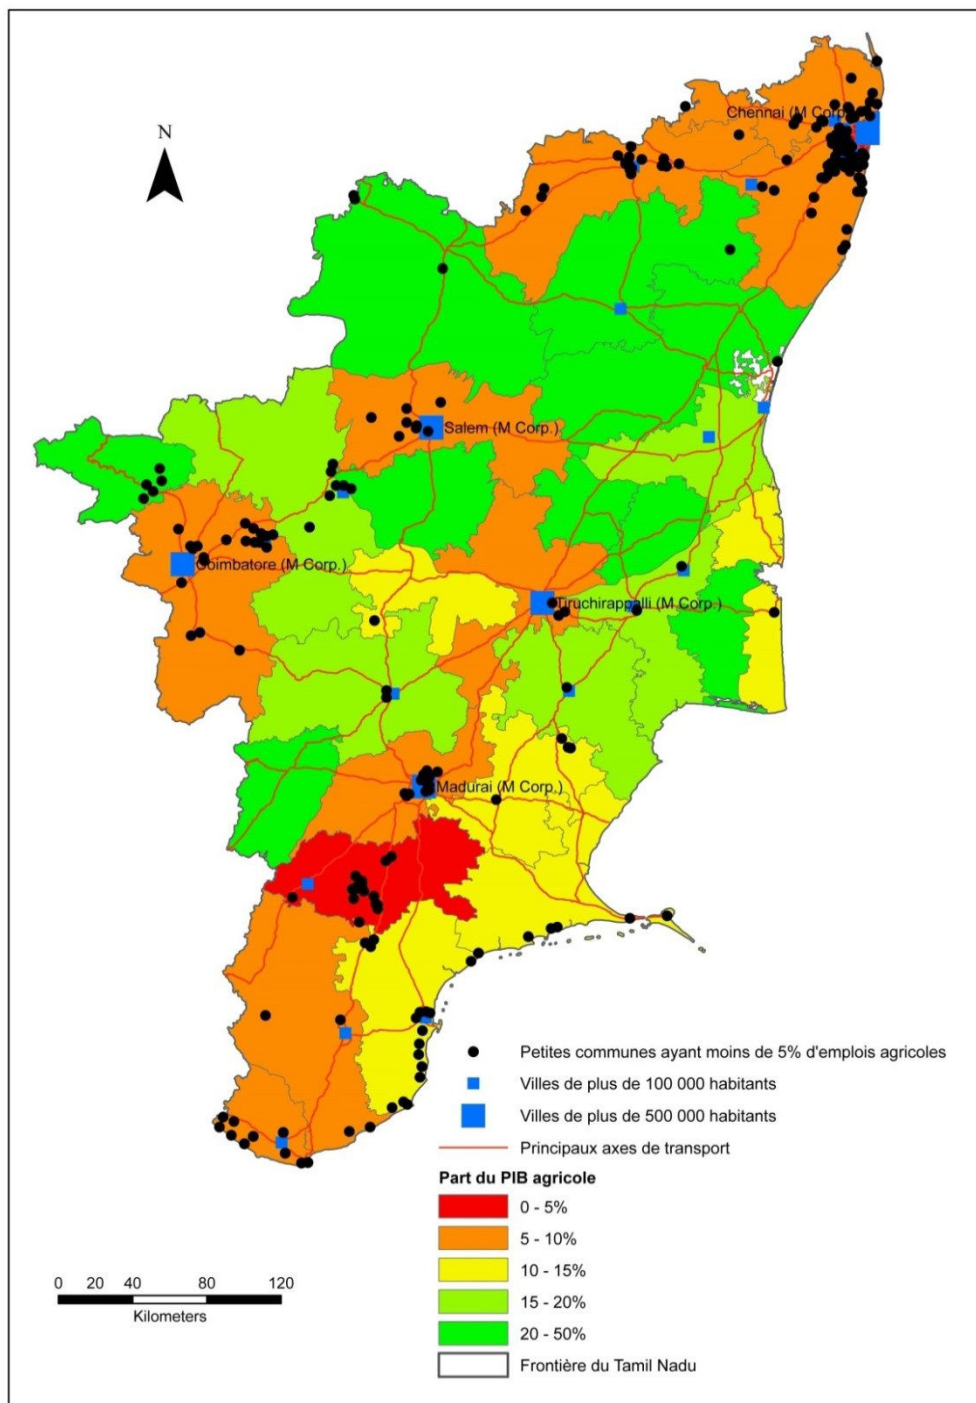 N
Chennai (M Corp.)
Salem (M Corp.)
Coimbatore (M Corp.)
Tiruchirappalli (M Corp.)
Madurai (M Corp.)
Petites communes ayant moins de 5% d'emplois agricoles
Villes de plus de 100 000 habitants
Villes de plus de 500 000 habitants
Principaux axes de transport
Part du PIB agricole
0 - 5%
5 - 10%
10 - 15%
15 - 20%
20 - 50%
Frontière du Tamil Nadu
0 20 40 80 120
Kilometers